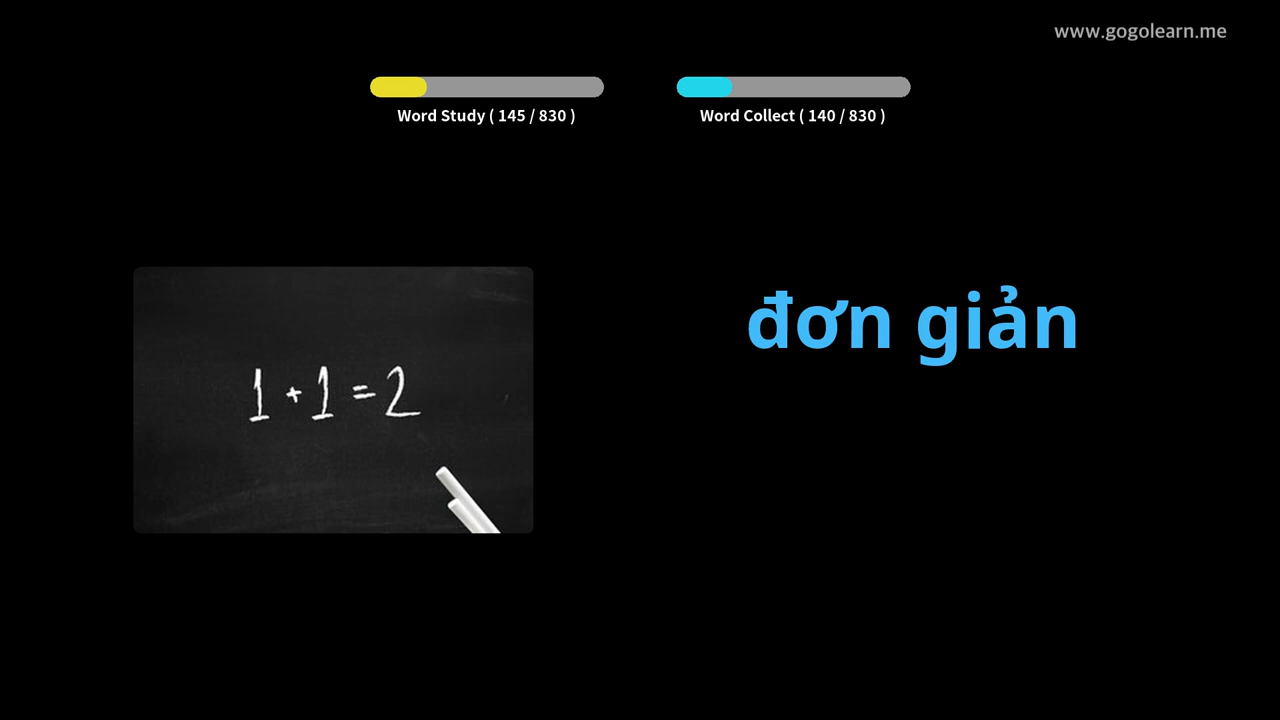 www.gogolearn.me
Word Study ( 145 / 830 )
Word Collect ( 140 / 830 )
đơn giản
1 + 1 = 2